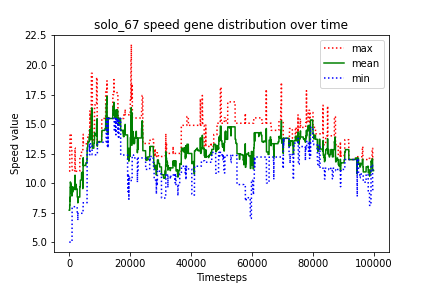 solo_67 speed gene distribution over time
22.5
20.0
17.5
15.0
12.5
10.0
7.5
5.0
Speed value
max
mean
min
0
20000
40000
60000
80000
100000
Timesteps